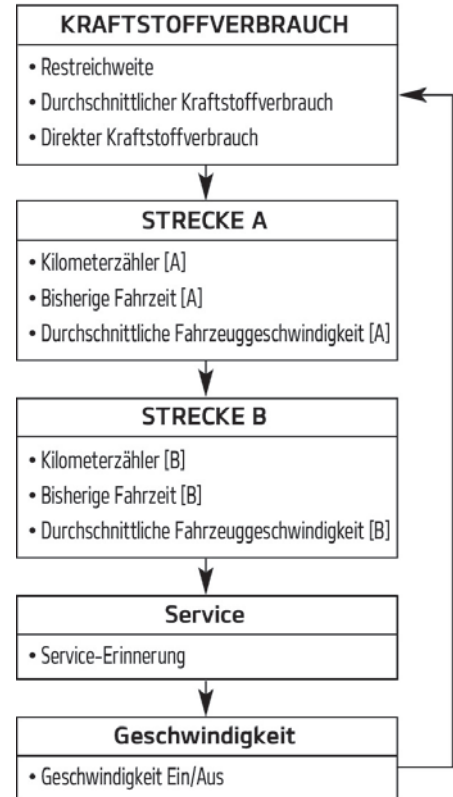 KRAFTSTOFFVERBRAUCH
• Restreichweite
• Durchschnittlicher Kraftstoffverbrauch
• Direkter Kraftstoffverbrauch
STRECKE A
• Kilometerzähler [A]
• Bisherige Fahrzeit [A]
• Durchschnittliche Fahrzeuggeschwindigkeit [A]
STRECKE B
• Kilometerzähler [B]
• Bisherige Fahrzeit [B]
• Durchschnittliche Fahrzeuggeschwindigkeit [B]
Service
• Service-Erinnerung
Geschwindigkeit
• Geschwindigkeit Ein/Aus